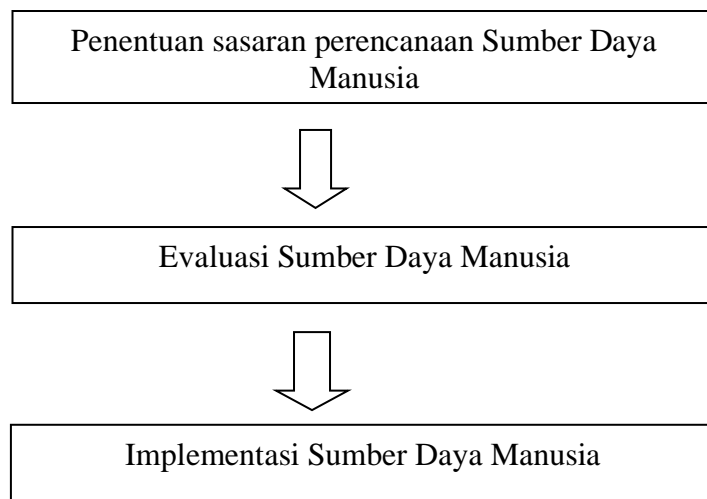 Penentuan sasaran perencanaan Sumber Daya
Manusia
Evaluasi Sumber Daya Manusia
Implementasi Sumber Daya Manusia